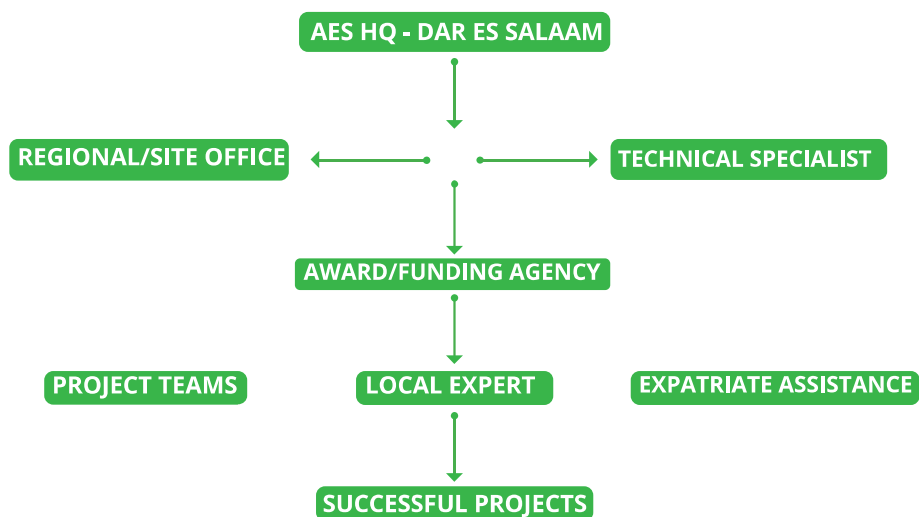 AES HQ - DAR ES SALAAM
REGIONAL/SITE OFFICE
TECHNICAL SPECIALIST
AWARD/FUNDING AGENCY
PROJECT TEAMS
LOCAL EXPERT
EXPATRIATE ASSISTANCE
SUCCESSFUL PROJECTS